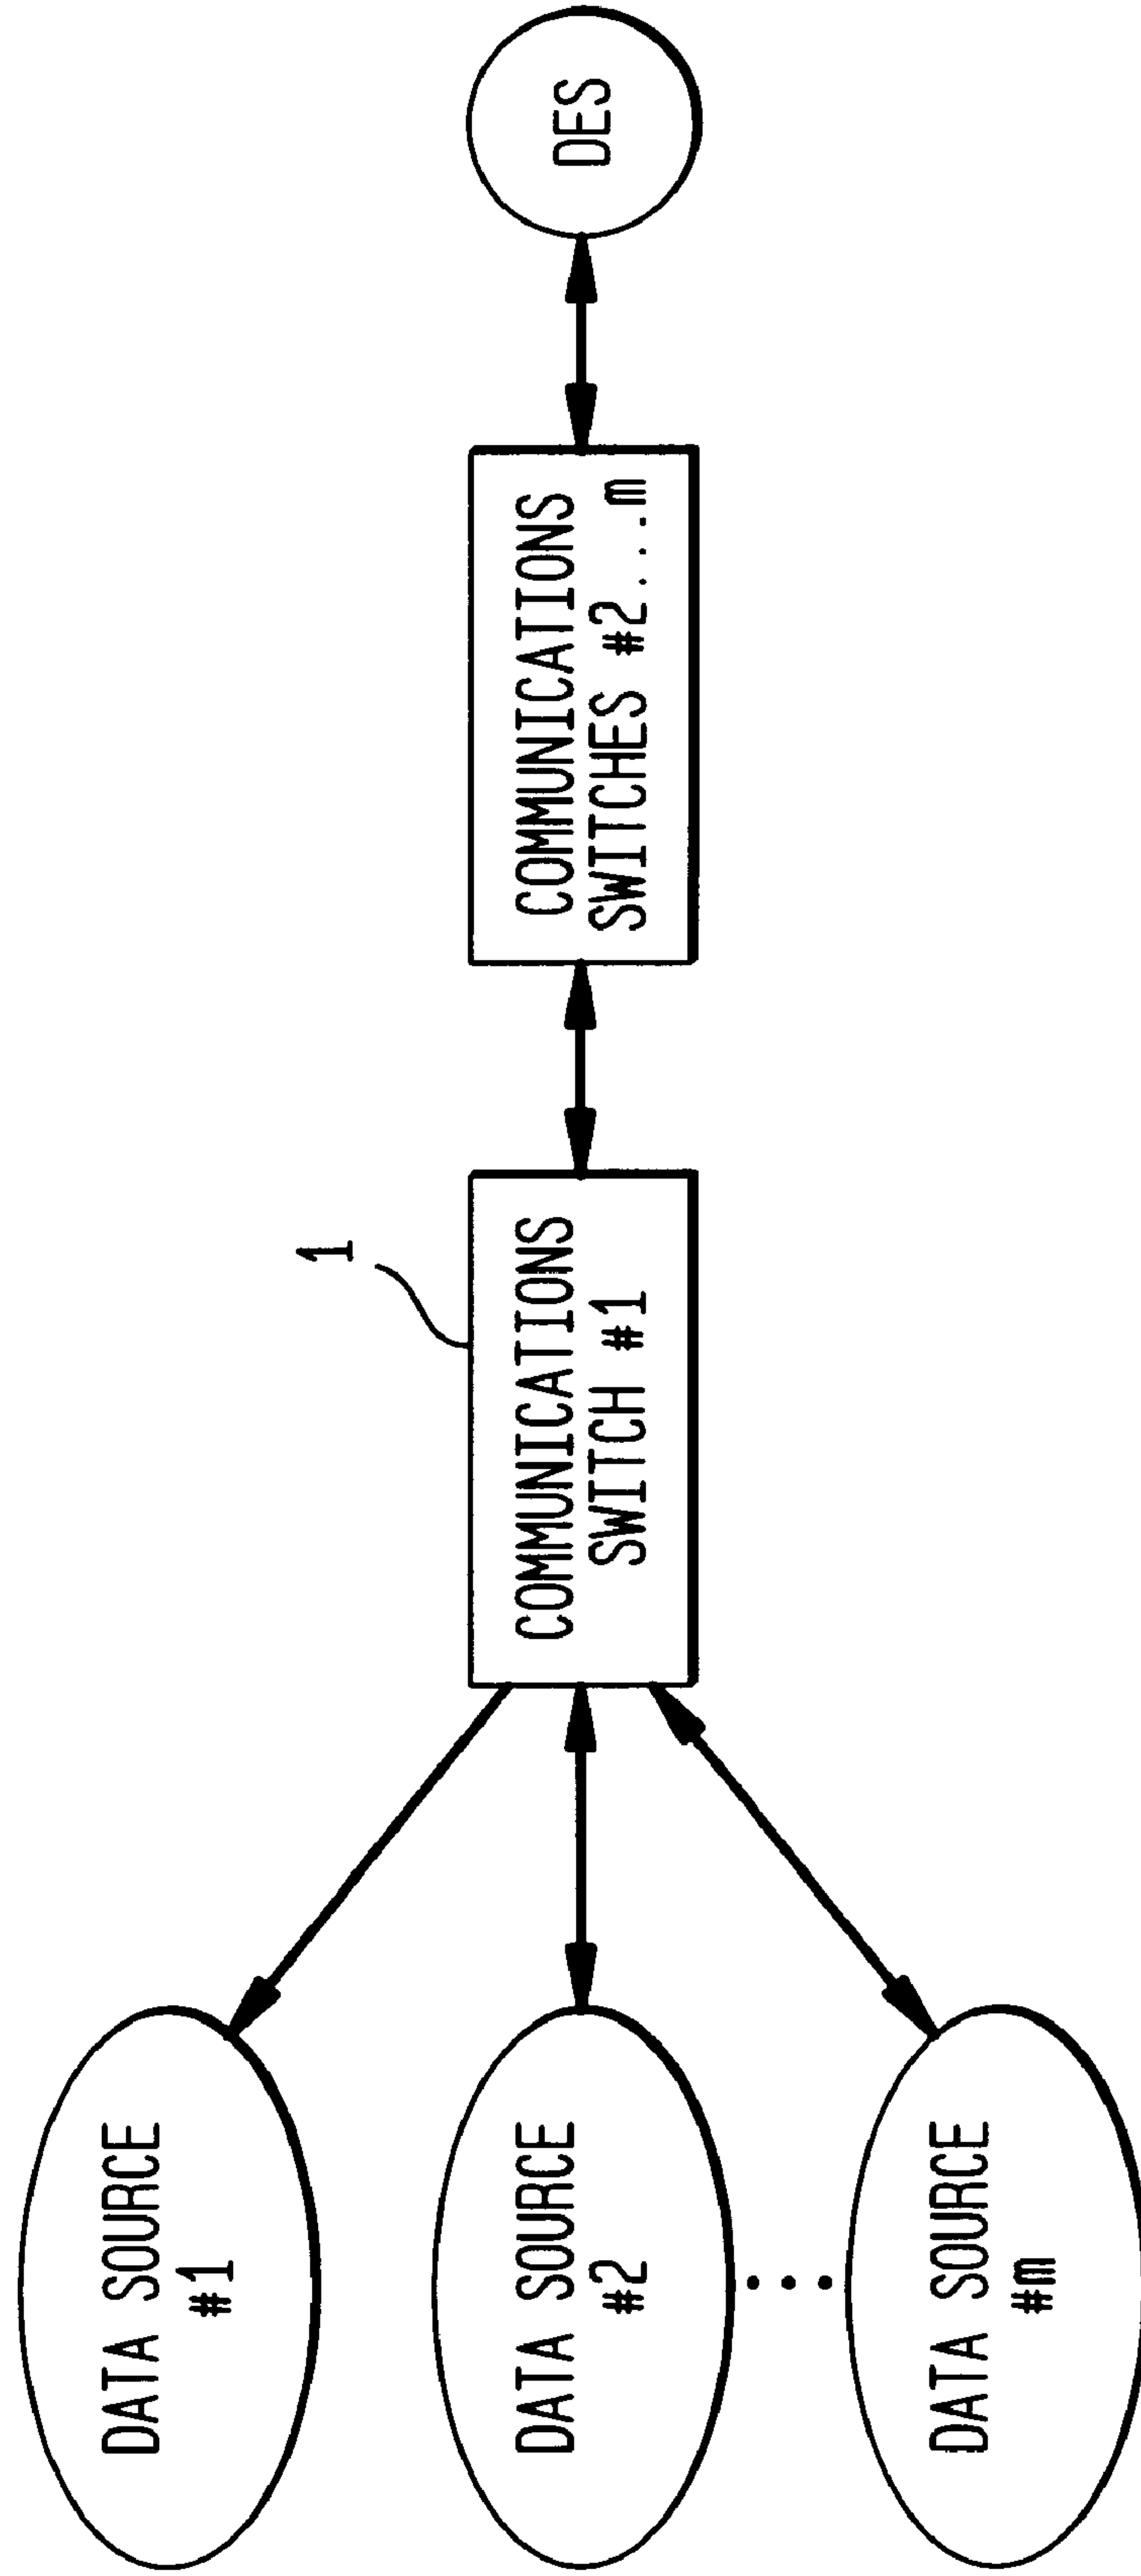 DATA SOURCE
#1
DATA SOURCE
#2
DATA SOURCE
#m
1
COMMUNICATIONS
SWITCH #1
COMMUNICATIONS
SWITCHES #2....m
DES